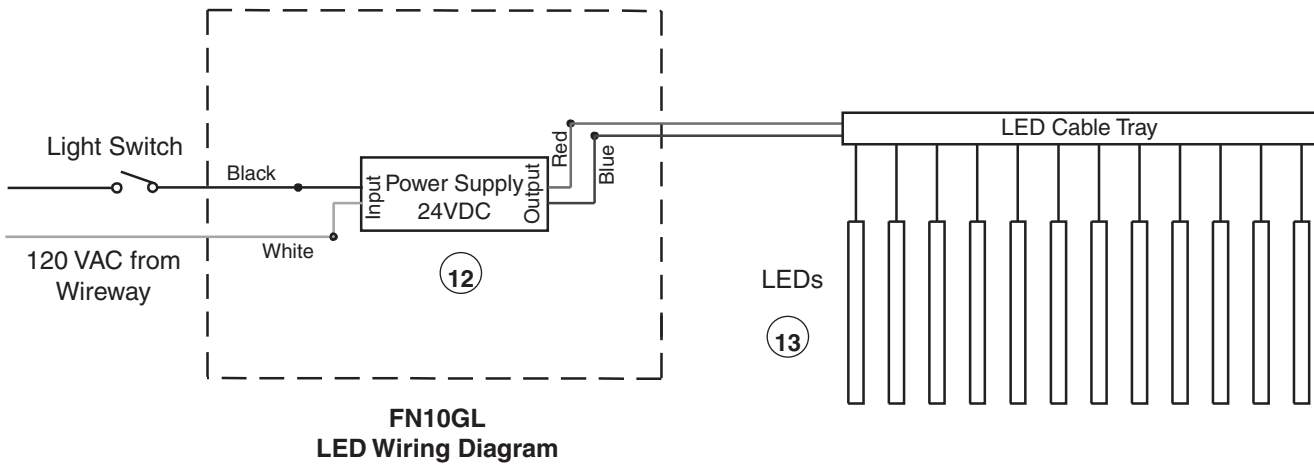 Light Switch
Black
White
120 VAC from
Wireway
Input
Power Supply
24VDC
Output
12
Red
Blue
LED Cable Tray
LEDs
13
FN10GL
LED Wiring Diagram